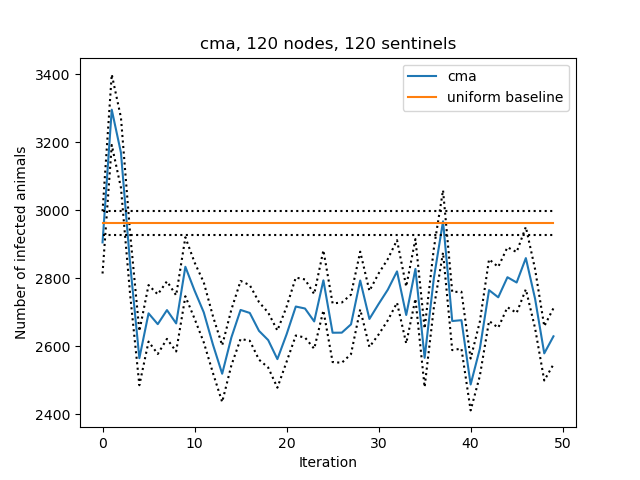 cma, 120 nodes, 120 sentinels
cma
uniform baseline
Number of infected animals
3400
3200
3000
2800
2600
2400
0
10
20
30
40
50
Iteration